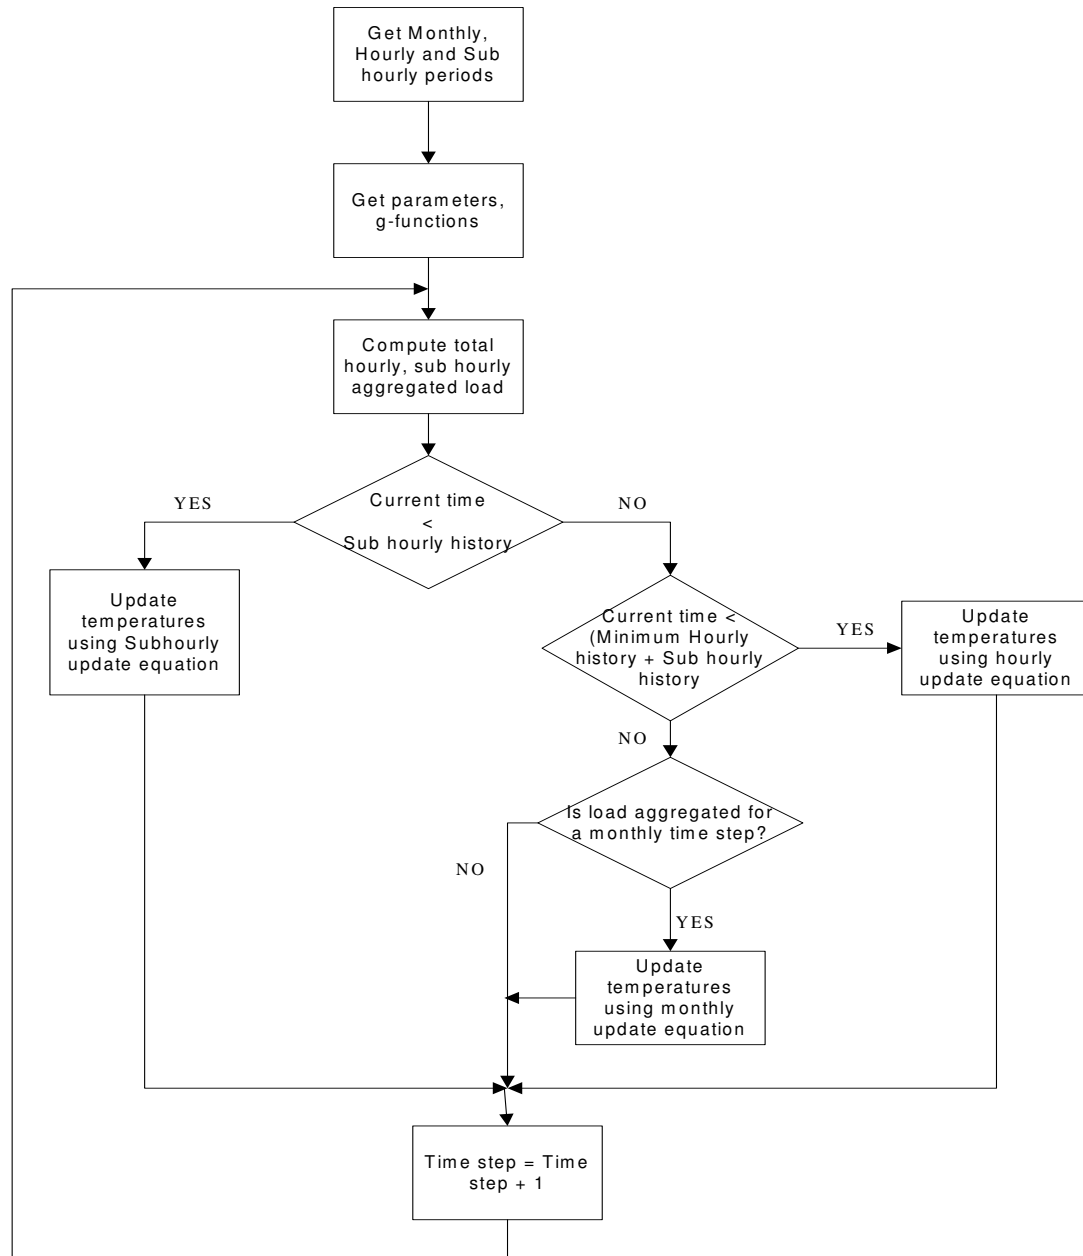 Get Monthly,
Hourly and Sub
hourly periods
Get parameters,
g-functions
Compute total
hourly, sub hourly
aggregated load
Current time
<
Sub hourly history
YES
NO
Update
temperatures
using Subhourly
update equation
Current time <
(Minimum Hourly
history + Sub hourly
history
YES
Update
temperatures
using hourly
update equation
NO
Is load aggregated for
a monthly time step?
NO
YES
Update
temperatures
using monthly
update equation
Time step = Time
step + 1